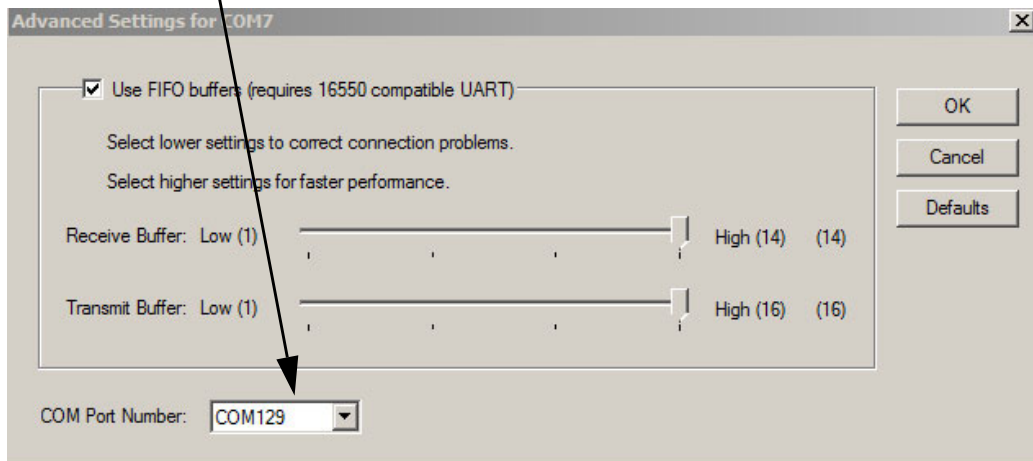 Advanced Settings for COM7
Use FIFO buffers (requires 16550 compatible UART)
OK
Select lower settings to correct connection problems.
Cancel
Select higher settings for faster performance.
Defaults
Receive Buffer: Low (1) High (14) (14)
Transmit Buffer: Low (1) High (16) (16)
COM Port Number: COM129